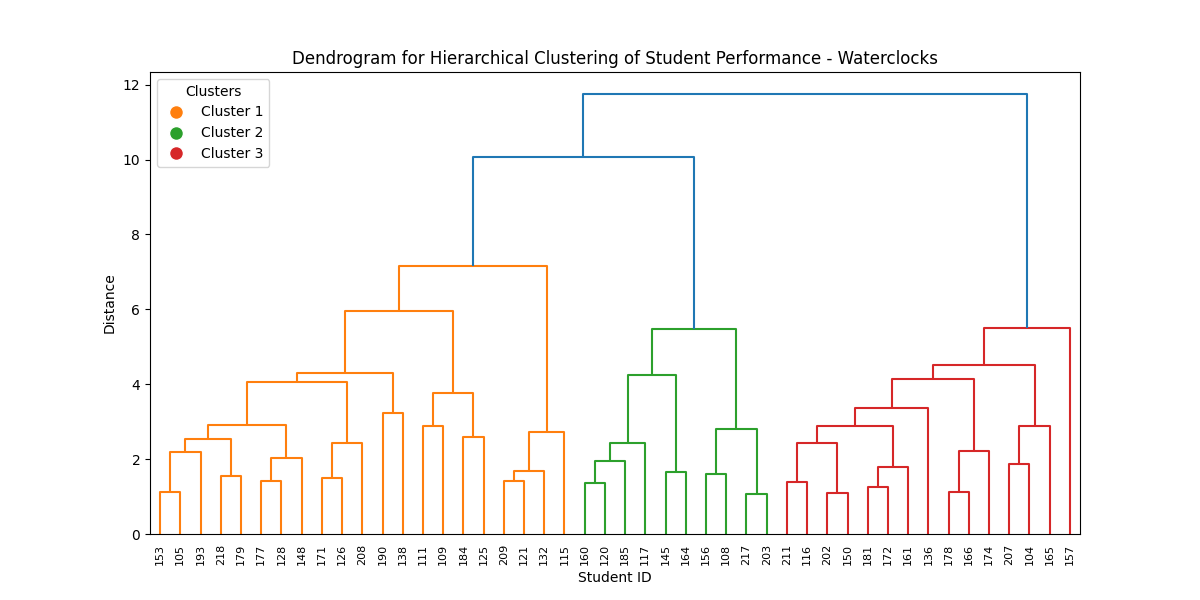 Dendrogram for Hierarchical Clustering of Student Performance - Waterclocks
Clusters
Cluster 1
Cluster 2
Cluster 3
12
10
8
6
4
2
0
Distance
153 105 193 218 179 177 128 148 171 126 208 190 138 111 109 184 125 209 121 132 115 160 120 185 117 145 164 156 108 217 203 211 116 202 150 181 172 161 136 178 166 174 207 104 165 157
Student ID